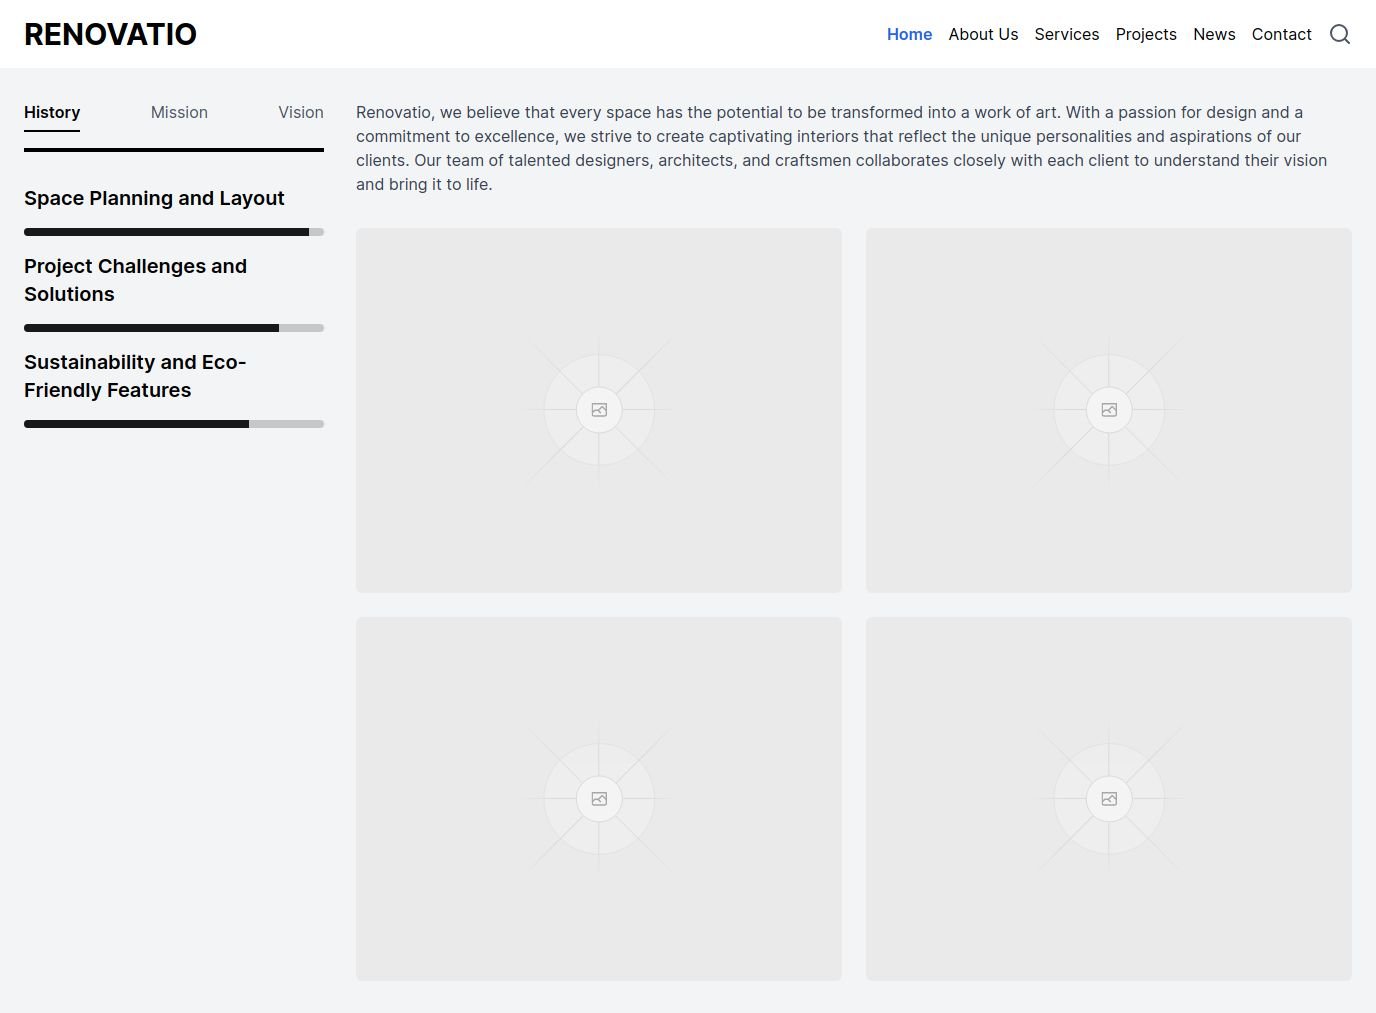 RENOVATIO
Home About Us Services Projects News Contact
History Mission Vision
Space Planning and Layout
Project Challenges and
Solutions
Sustainability and Eco-
Friendly Features
Renovatio, we believe that every space has the potential to be transformed into a work of art. With a passion for design and a
commitment to excellence, we strive to create captivating interiors that reflect the unique personalities and aspirations of our
clients. Our team of talented designers, architects, and craftsmen collaborates closely with each client to understand their vision
and bring it to life.